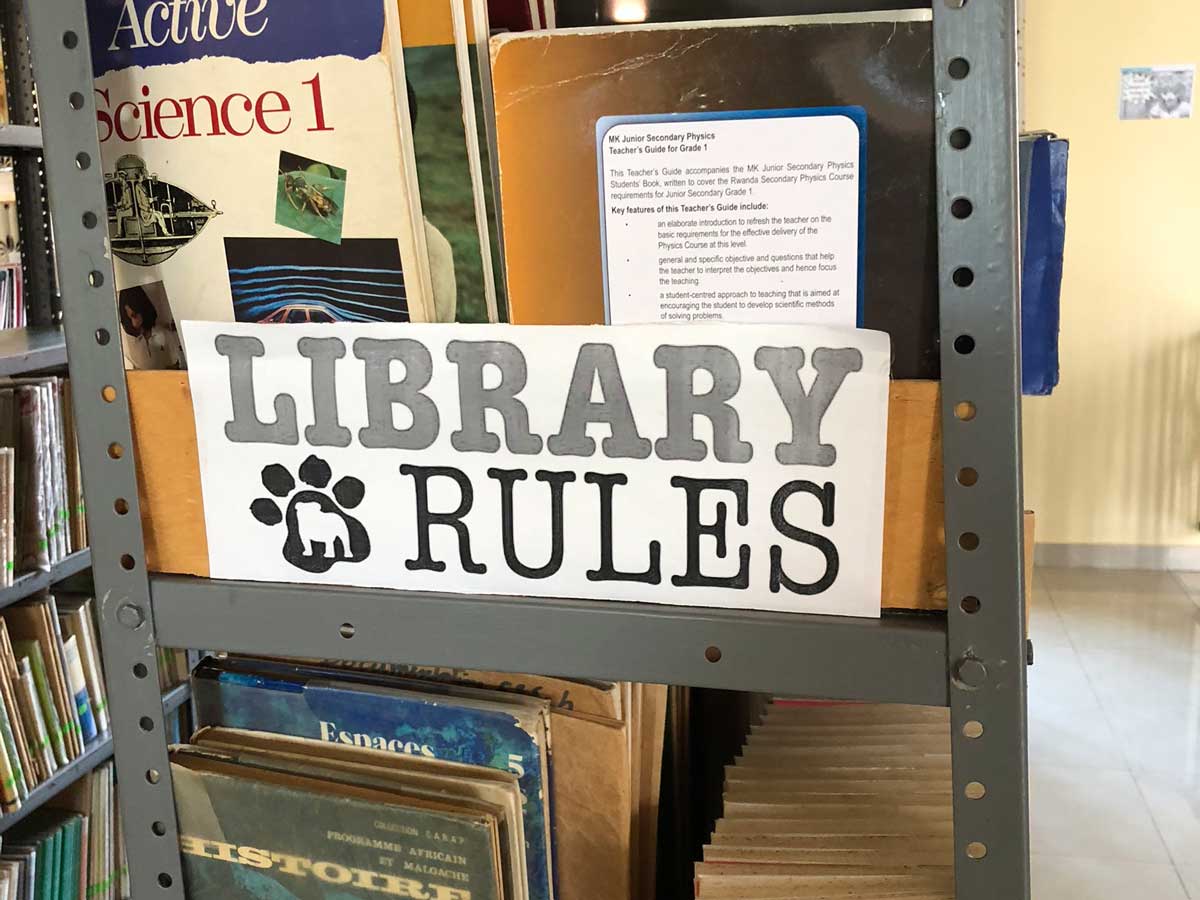 Active
Science 1
MK Junior Secondary Physics
Teacher's Guide for Grade 1
This Teacher's Guide accompanies the MK Junior Secondary Physics
Students' Book, written to cover the Rwanda Secondary Physics Course
requirements for Junior Secondary Grade 1.
Key features of this Teacher's Guide include:
• an elaborate introduction to refresh the teacher on the
basic requirements for the effective delivery of the
Physics Course at this level.
• general and specific objective and questions that help
the teacher to interpret the objectives and hence focus
the teaching.
• a student-centred approach to teaching that is aimed at
encouraging the student to develop scientific methods
of solving problems.
LIBRARY
RULES
Espaces
5
PROGRAMME AFRICAIN
ET MALGACHE
HISTOIRE